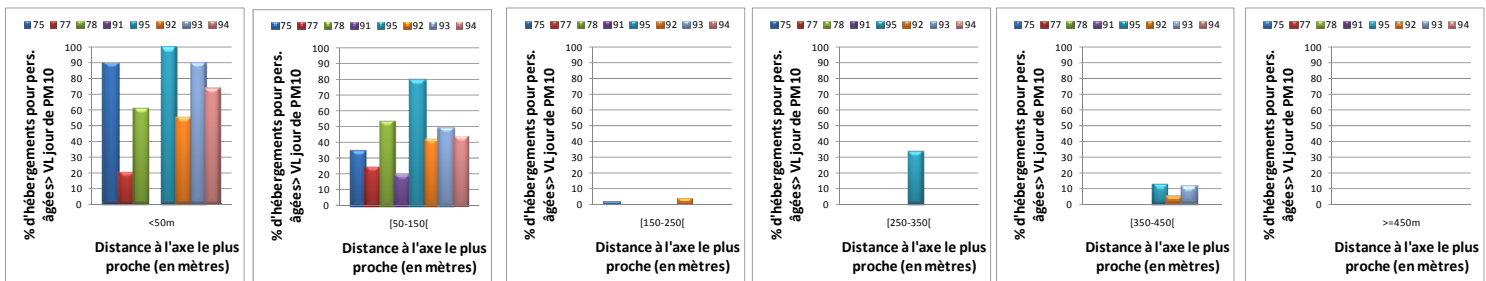 75 77 78 91 95 92 93 94
% d'hébergements pour pers.
âgées> VL jour de PM10
100
90
80
70
60
50
40
30
20
10
0
<50m
Distance à l'axe le plus
proche (en mètres)
75 77 78 91 95 92 93 94
% d'hébergements pour pers.
âgées> VL jour de PM10
100
90
80
70
60
50
40
30
20
10
0
[50-150[
Distance à l'axe le plus
proche (en mètres)
75 77 78 91 95 92 93 94
% d'hébergements pour pers.
âgées> VL jour de PM10
100
90
80
70
60
50
40
30
20
10
0
[150-250[
Distance à l'axe le plus
proche (en mètres)
75 77 78 91 95 92 93 94
% d'hébergements pour pers.
âgées> VL jour de PM10
100
90
80
70
60
50
40
30
20
10
0
[250-350[
Distance à l'axe le plus
proche (en mètres)
75 77 78 91 95 92 93 94
% d'hébergements pour pers.
âgées> VL jour de PM10
100
90
80
70
60
50
40
30
20
10
0
[350-450[
Distance à l'axe le plus
proche (en mètres)
75 77 78 91 95 92 93 94
% d'hébergements pour pers.
âgées> VL jour de PM10
100
90
80
70
60
50
40
30
20
10
0
>=450m
Distance à l'axe le plus
proche (en mètres)